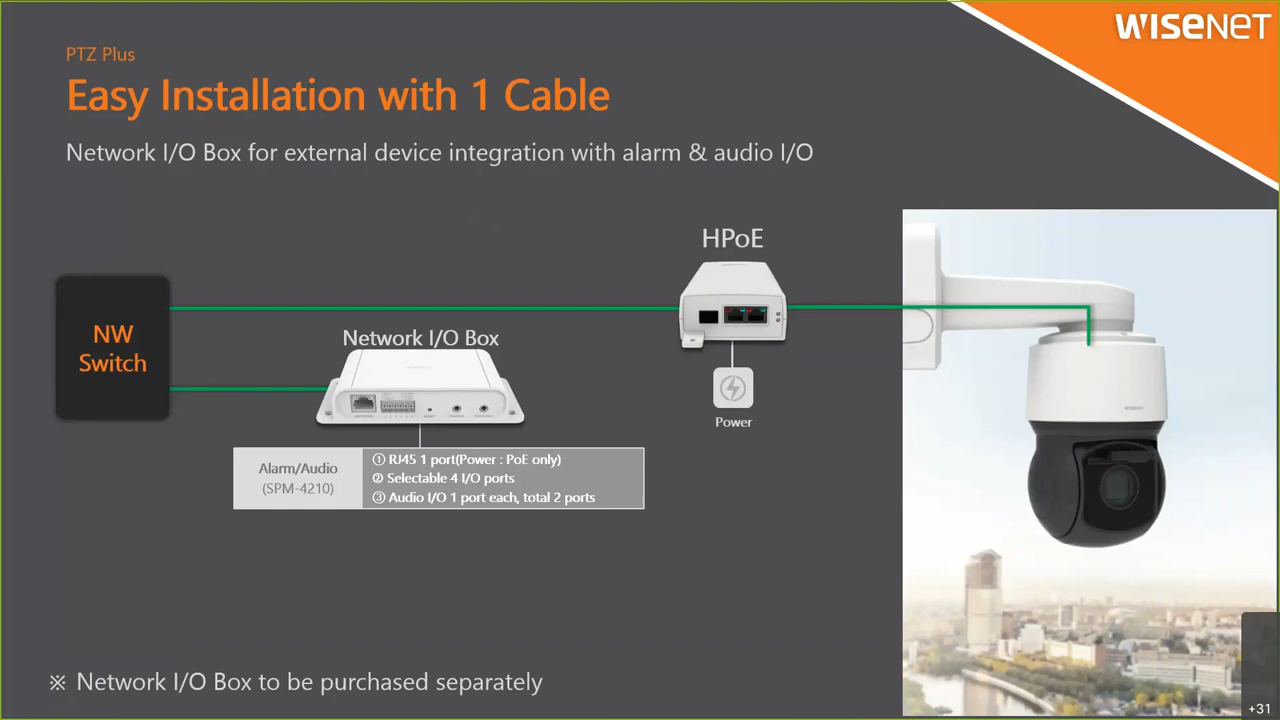 WISENET
PTZ Plus
Easy Installation with 1 Cable
Network I/O Box for external device integration with alarm & audio I/O
HPoE
NW
Switch
Network I/O Box
Power
Alarm/Audio
(SPM-4210)
① RJ45 1 port(Power : PoE only)
② Selectable 4 I/O ports
③ Audio I/O 1 port each, total 2 ports
※ Network I/O Box to be purchased separately
+31